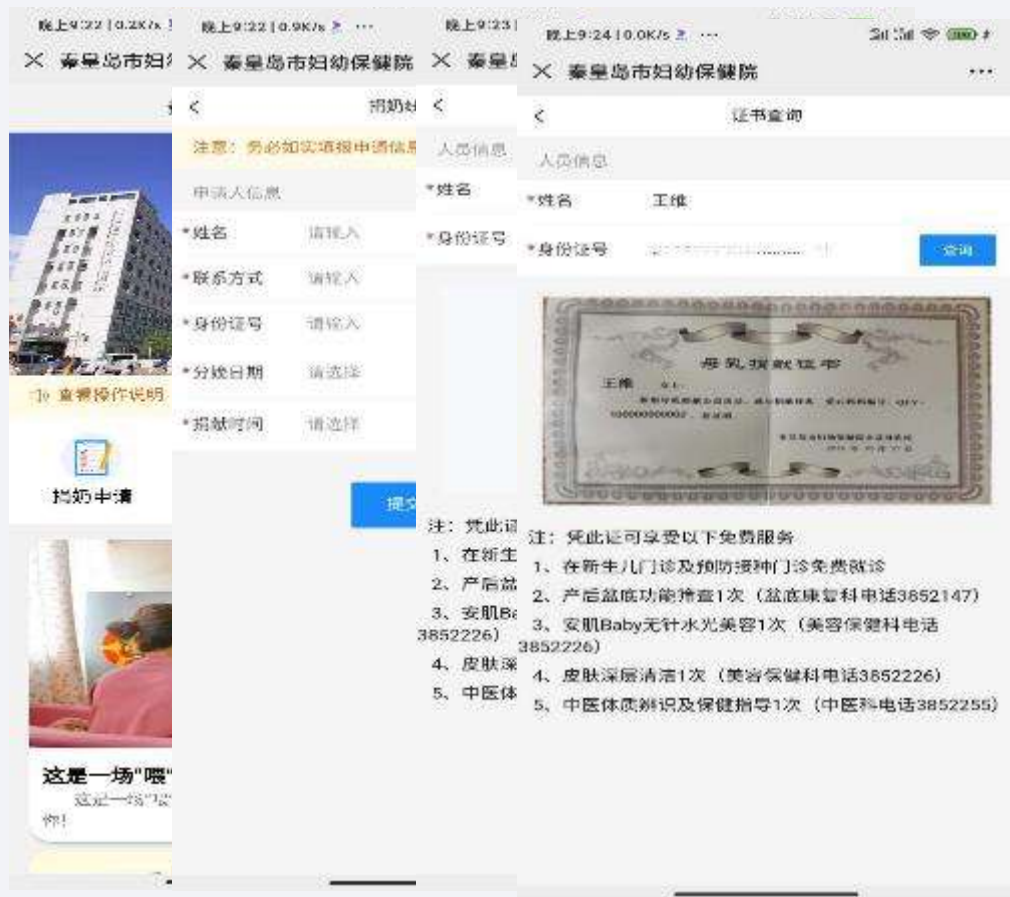 晚上9:22 | 0.2K/s
秦皇岛市妇
查看操作说明
捐奶申请
这是一场"喂"
这是一场"喂
你！
晚上9:22 | 0.9K/s ···
秦皇岛市妇幼保健院
捐奶
注意：务必如实填报申请信息
申请人信息
*姓名 请输入
*联系方式 请输入
*身份证号 请输入
*分娩日期 请选择
*捐献时间 请选择
提交
晚上9:23
秦皇岛
人员信息
*姓名
*身份证号
注：凭此证
1、在新生
2、产后盆
3、安肌Ba
3852226）
4、皮肤深
5、中医体
晚上9:24 | 0.0K/s ···
秦皇岛市妇幼保健院 ···
证书查询
人员信息
*姓名 王维
*身份证号 查询
母乳捐献证书
王维 女士：
注：凭此证可享受以下免费服务
1、在新生儿门诊及预防接种门诊免费就诊
2、产后盆底功能筛查1次（盆底康复科电话3852147）
3、安肌Baby无针水光美容1次（美容保健科电话
3852226）
4、皮肤深层清洁1次（美容保健科电话3852226）
5、中医体质辨识及保健指导1次（中医科电话3852255）